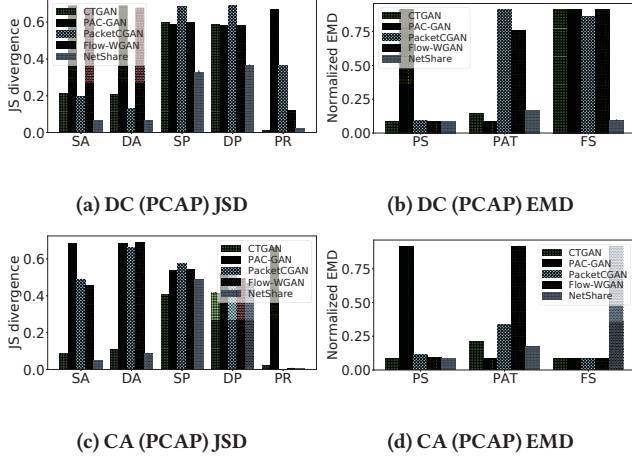 JS divergence
0.6
0.4
0.2
0.0
CTGAN
PAC-GAN
PacketCGAN
Flow-WGAN
NetShare
SA DA SP DP PR
(a) DC (PCAP) JSD
Normalized EMD
0.75
0.50
0.25
0.00
CTGAN
PAC-GAN
PacketCGAN
Flow-WGAN
NetShare
PS PAT FS
(b) DC (PCAP) EMD
JS divergence
0.6
0.4
0.2
0.0
CTGAN
PAC-GAN
PacketCGAN
Flow-WGAN
NetShare
SA DA SP DP PR
(c) CA (PCAP) JSD
Normalized EMD
0.75
0.50
0.25
0.00
CTGAN
PAC-GAN
PacketCGAN
Flow-WGAN
NetShare
PS PAT FS
(d) CA (PCAP) EMD